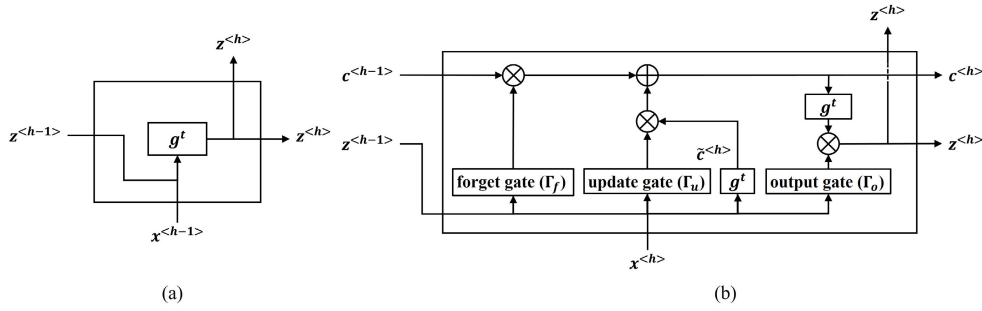 z<h>
z<h-1>
g^t
z<h>
x<h-1>
(a)
z<h>
c<h-1>
c<h>
g^t
z<h-1>
z<h>
c̃<h>
forget gate (Γ_f)
update gate (Γ_u)
g^t
output gate (Γ_o)
x<h>
(b)